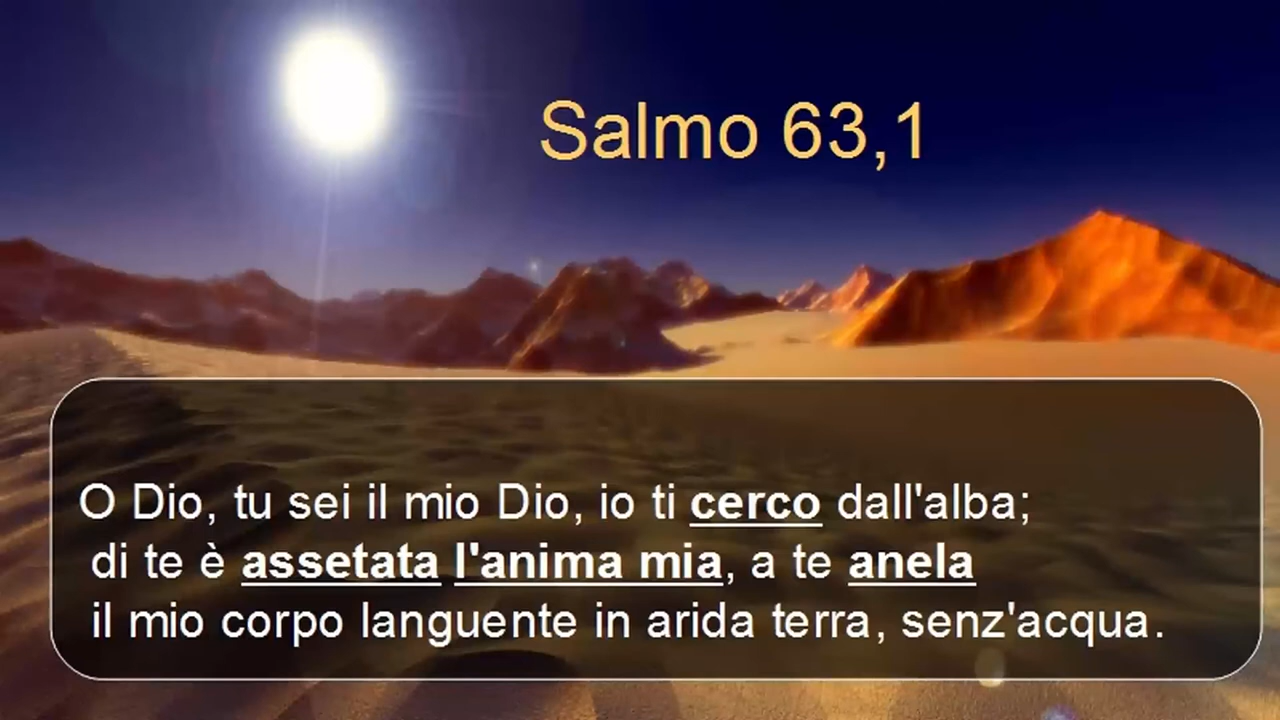 Salmo 63,1
O Dio, tu sei il mio Dio, io ti cerco dall'alba;
di te è assetata l'anima mia, a te anela
il mio corpo languente in arida terra, senz'acqua.